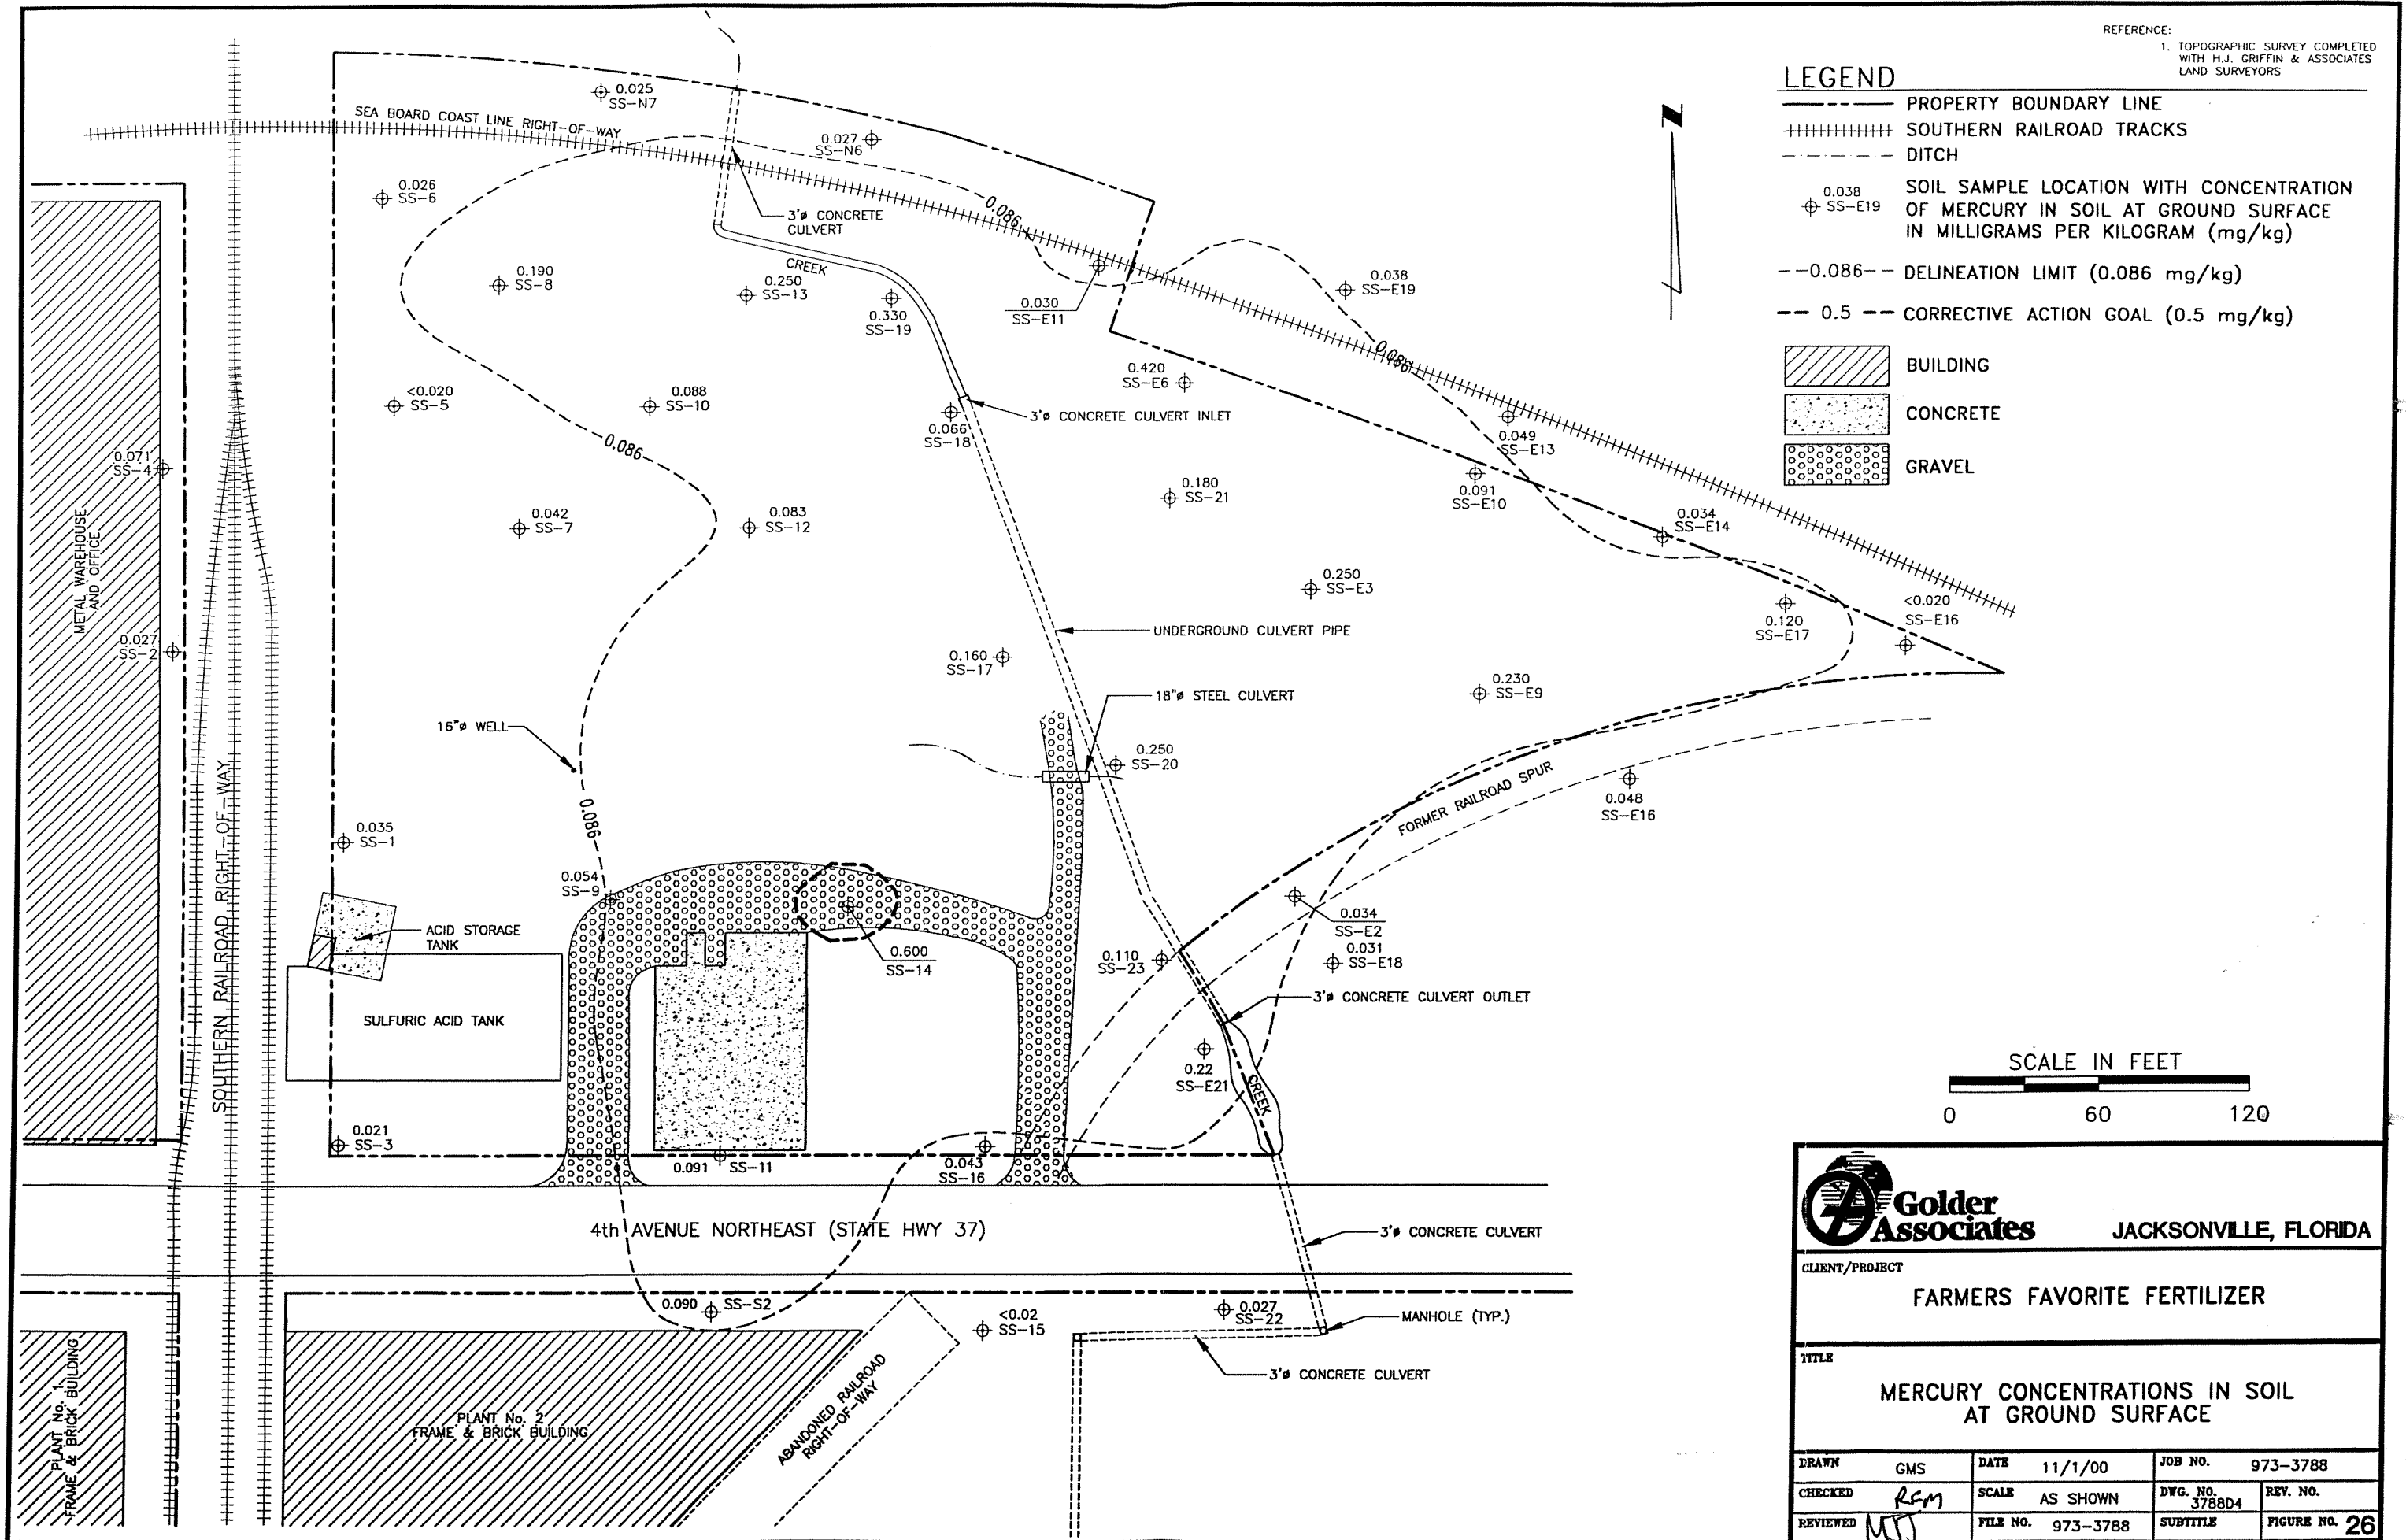 REFERENCE:
1. TOPOGRAPHIC SURVEY COMPLETED
WITH H.J. GRIFFIN & ASSOCIATES
LAND SURVEYORS
LEGEND
PROPERTY BOUNDARY LINE
SOUTHERN RAILROAD TRACKS
DITCH
0.038
SS-E19
SOIL SAMPLE LOCATION WITH CONCENTRATION
OF MERCURY IN SOIL AT GROUND SURFACE
IN MILLIGRAMS PER KILOGRAM (mg/kg)
--0.086-- DELINEATION LIMIT (0.086 mg/kg)
-- 0.5 -- CORRECTIVE ACTION GOAL (0.5 mg/kg)
BUILDING
CONCRETE
GRAVEL
N
0.025
SS-N7
SEA BOARD COAST LINE RIGHT-OF-WAY
0.027
SS-N6
0.026
SS-6
3'ø CONCRETE
CULVERT
0.086
CREEK
0.190
SS-8
0.250
SS-13
0.330
SS-19
0.030
SS-E11
0.038
SS-E19
0.086
0.420
SS-E6
<0.020
SS-5
0.088
SS-10
0.066
SS-18
3'ø CONCRETE CULVERT INLET
0.049
SS-E13
0.086
0.071
SS-4
0.091
SS-E10
0.180
SS-21
0.042
SS-7
0.083
SS-12
0.034
SS-E14
METAL WAREHOUSE
AND OFFICE
0.250
SS-E3
0.120
SS-E17
<0.020
SS-E16
0.027
SS-2
UNDERGROUND CULVERT PIPE
0.160
SS-17
0.230
SS-E9
18"ø STEEL CULVERT
16"ø WELL
0.250
SS-20
0.048
SS-E16
FORMER RAILROAD SPUR
0.086
0.035
SS-1
SOUTHERN RAILROAD RIGHT-OF-WAY
0.054
SS-9
0.034
SS-E2
ACID STORAGE
TANK
0.600
SS-14
0.110
SS-23
0.031
SS-E18
3'ø CONCRETE CULVERT OUTLET
SULFURIC ACID TANK
0.22
SS-E21
CREEK
0.021
SS-3
0.091
SS-11
0.043
SS-16
4th AVENUE NORTHEAST (STATE HWY 37)
3'ø CONCRETE CULVERT
0.090
SS-S2
<0.02
SS-15
0.027
SS-22
MANHOLE (TYP.)
3'ø CONCRETE CULVERT
PLANT No. 1
FRAME & BRICK BUILDING
PLANT No. 2
FRAME & BRICK BUILDING
ABANDONED RAILROAD
RIGHT-OF-WAY
SCALE IN FEET
0 60 120
Golder
Associates
JACKSONVILLE, FLORIDA
CLIENT/PROJECT
FARMERS FAVORITE FERTILIZER
TITLE
MERCURY CONCENTRATIONS IN SOIL
AT GROUND SURFACE
DRAWN GMS DATE 11/1/00 JOB NO. 973-3788
CHECKED RFM SCALE AS SHOWN DWG. NO. 3788D4 REV. NO.
REVIEWED FILE NO. 973-3788 SUBTITLE FIGURE NO. 26